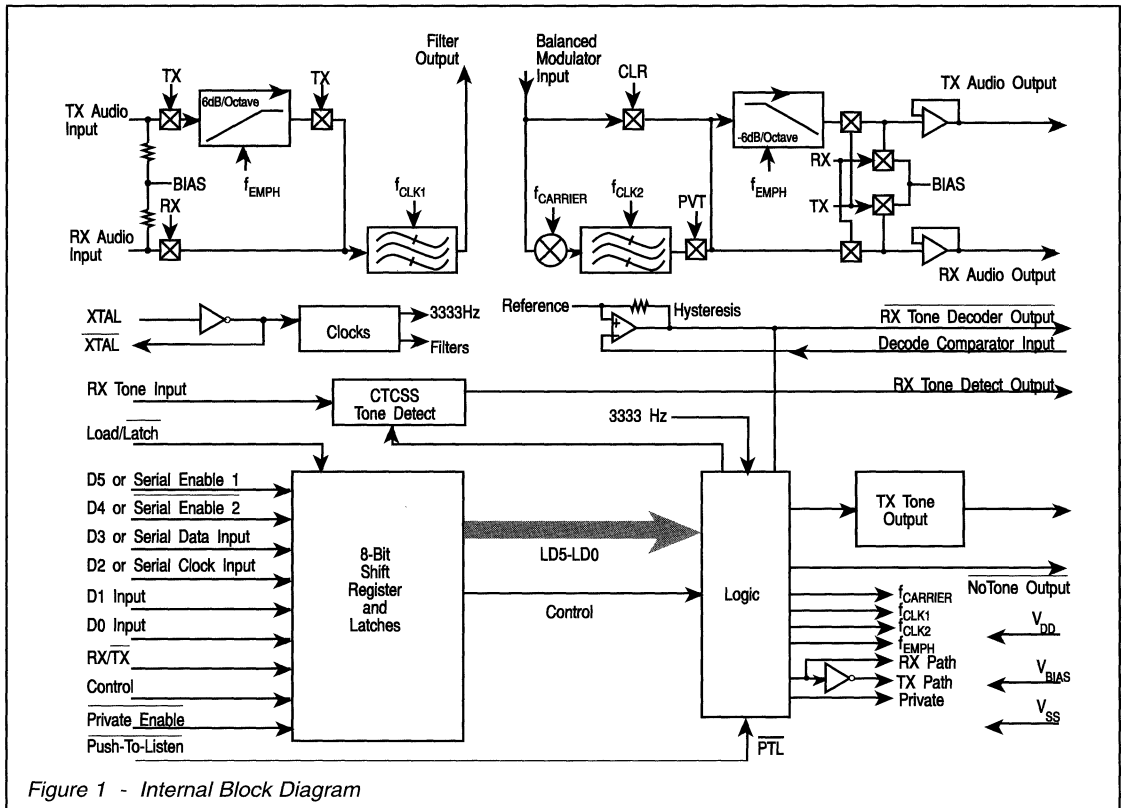 Filter
Output
Balanced
Modulator
Input
TX
TX
CLR
TX Audio Output
TX Audio
Input
6dB/Octave
-6dB/Octave
BIAS
fEMPH
fCLK1
fCARRIER
fCLK2
PVT
fEMPH
RX
TX
BIAS
RX
RX Audio
Input
RX Audio Output
XTAL
XTAL
Clocks
3333Hz
Filters
Reference
Hysteresis
RX Tone Decoder Output
Decode Comparator Input
RX Tone Input
CTCSS
Tone Detect
RX Tone Detect Output
Load/Latch
3333 Hz
D5 or Serial Enable 1
D4 or Serial Enable 2
D3 or Serial Data Input
D2 or Serial Clock Input
D1 Input
D0 Input
RX/TX
Control
Private Enable
Push-To-Listen
8-Bit
Shift
Register
and
Latches
LD5-LD0
Control
Logic
PTL
TX Tone
Output
NoTone Output
fCARRIER
fCLK1
fCLK2
fEMPH
RX Path
TX Path
Private
VDD
VBIAS
VSS
Figure 1 - Internal Block Diagram